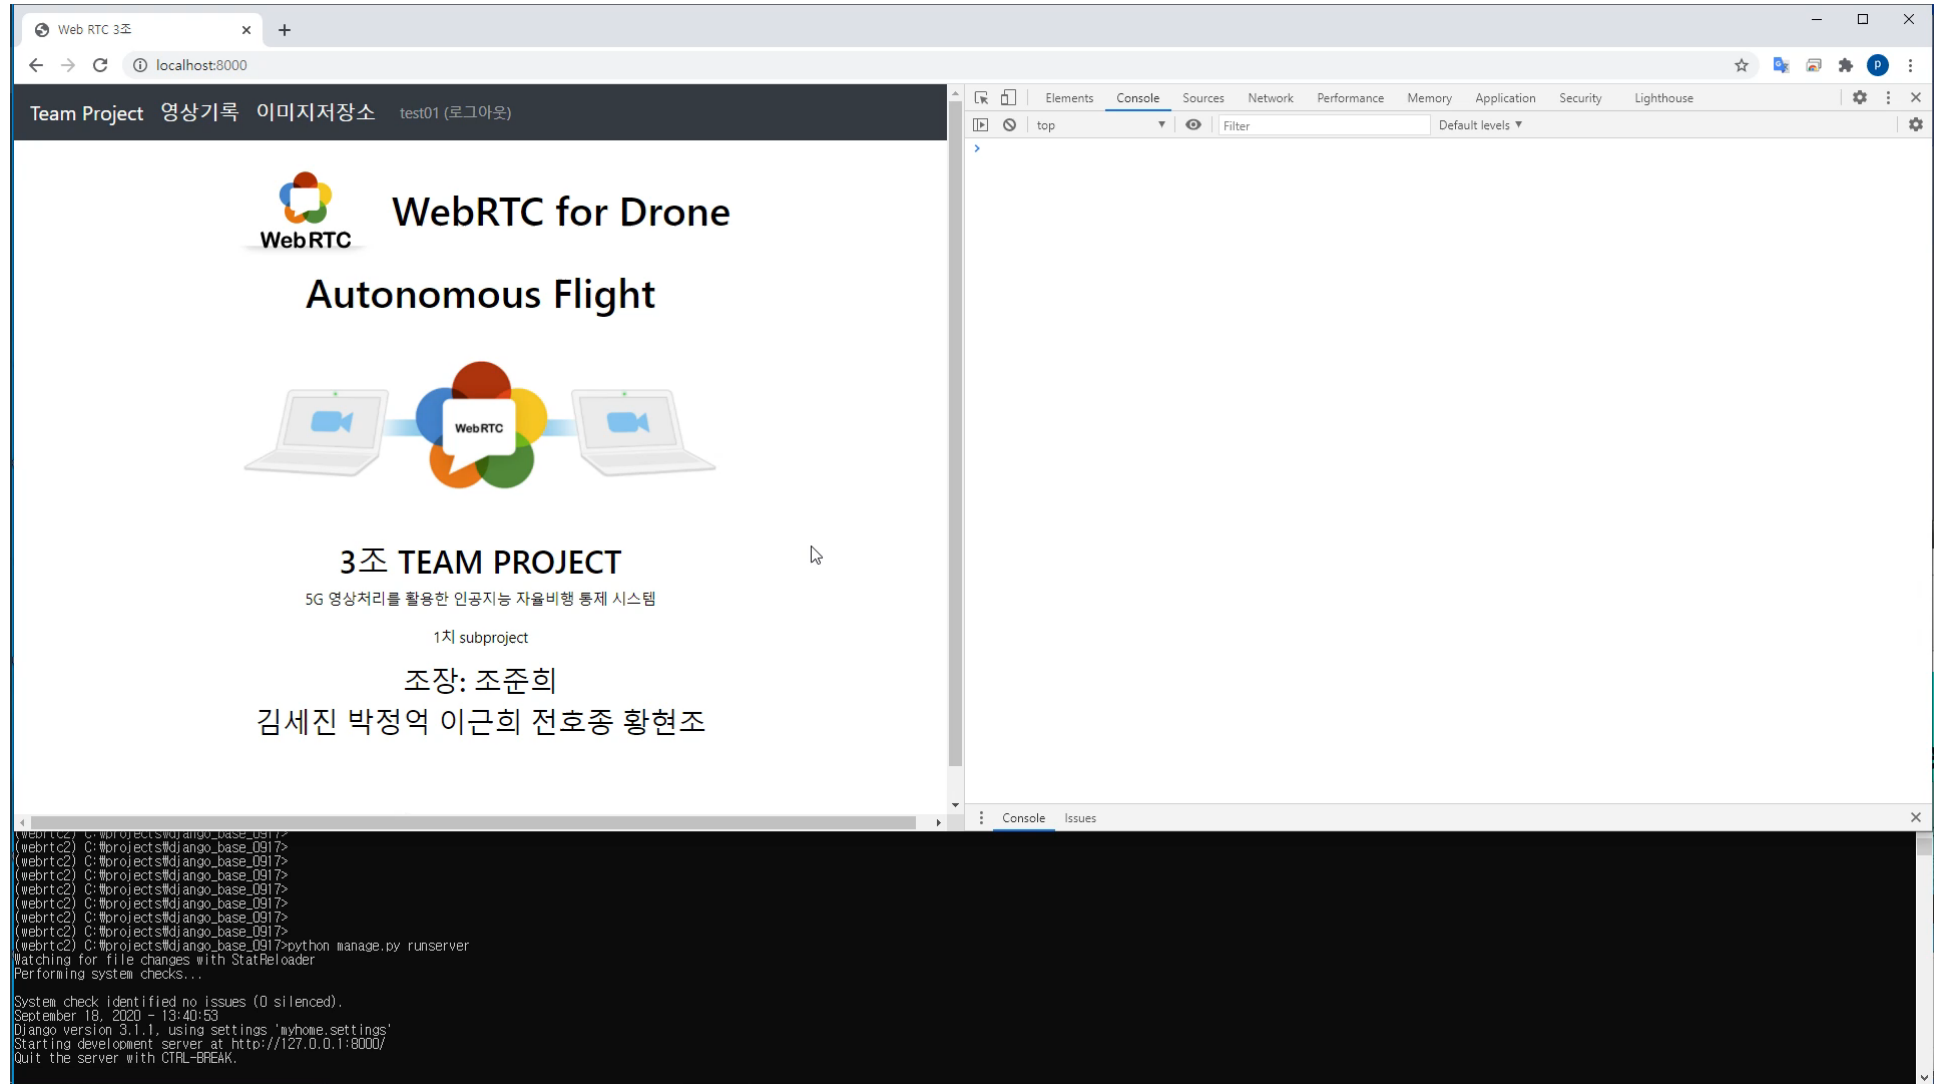 Web RTC 3조
localhost:8000
P
Team Project 영상기록 이미지저장소 test01 (로그아웃)
WebRTC
WebRTC for Drone
Autonomous Flight
WebRTC
3조 TEAM PROJECT
5G 영상처리를 활용한 인공지능 자율비행 통제 시스템
1치 subproject
조장: 조준희
김세진 박정억 이근희 전호종 황현조
Elements Console Sources Network Performance Memory Application Security Lighthouse
top Filter Default levels ▼
>
Console Issues
(webrtc2) C:₩projects₩django_base_0917>
(webrtc2) C:₩projects₩django_base_0917>
(webrtc2) C:₩projects₩django_base_0917>
(webrtc2) C:₩projects₩django_base_0917>
(webrtc2) C:₩projects₩django_base_0917>
(webrtc2) C:₩projects₩django_base_0917>
(webrtc2) C:₩projects₩django_base_0917>
(webrtc2) C:₩projects₩django_base_0917>
(webrtc2) C:₩projects₩django_base_0917>python manage.py runserver
Watching for file changes with StatReloader
Performing system checks...
System check identified no issues (0 silenced).
September 18, 2020 - 13:40:53
Django version 3.1.1, using settings 'myhome.settings'
Starting development server at http://127.0.0.1:8000/
Quit the server with CTRL-BREAK.